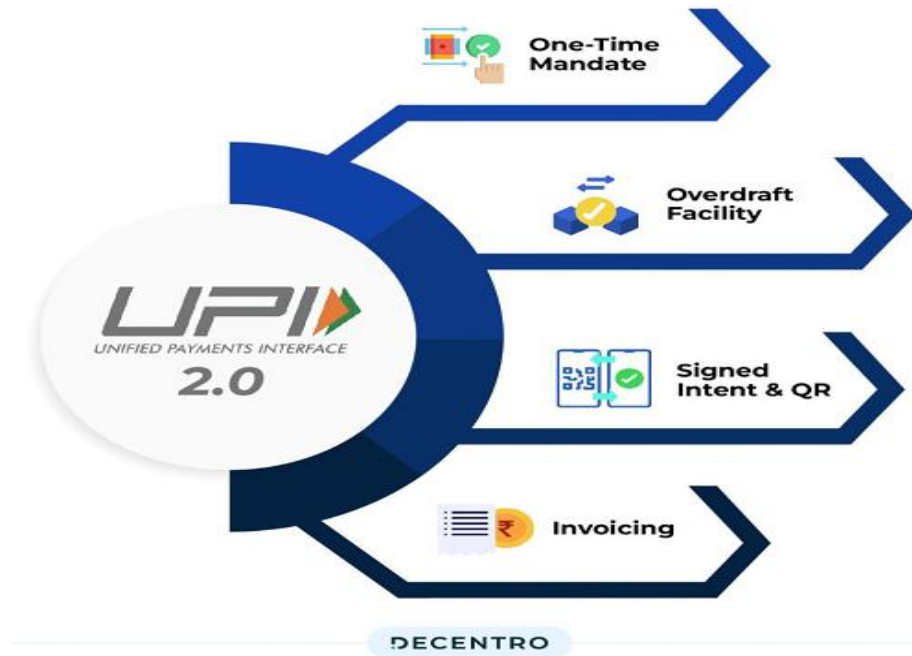 One-Time
Mandate
Overdraft
Facility
UPI
UNIFIED PAYMENTS INTERFACE
2.0
Signed
Intent & QR
₹
Invoicing
DECENTRO